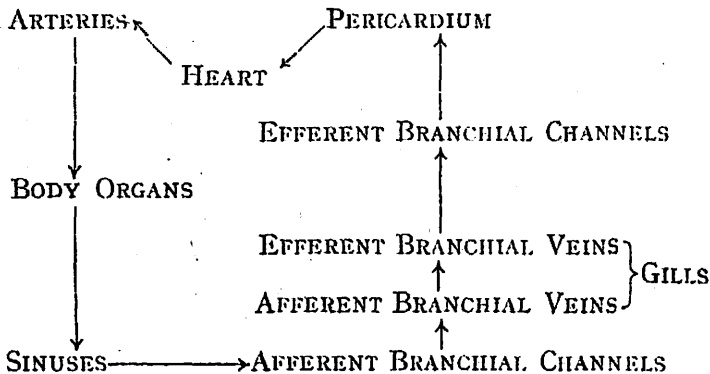 ARTERIES PERICARDIUM
HEART
EFFERENT BRANCHIAL CHANNELS
BODY ORGANS
EFFERENT BRANCHIAL VEINS
GILLS
AFFERENT BRANCHIAL VEINS
SINUSES AFFERENT BRANCHIAL CHANNELS